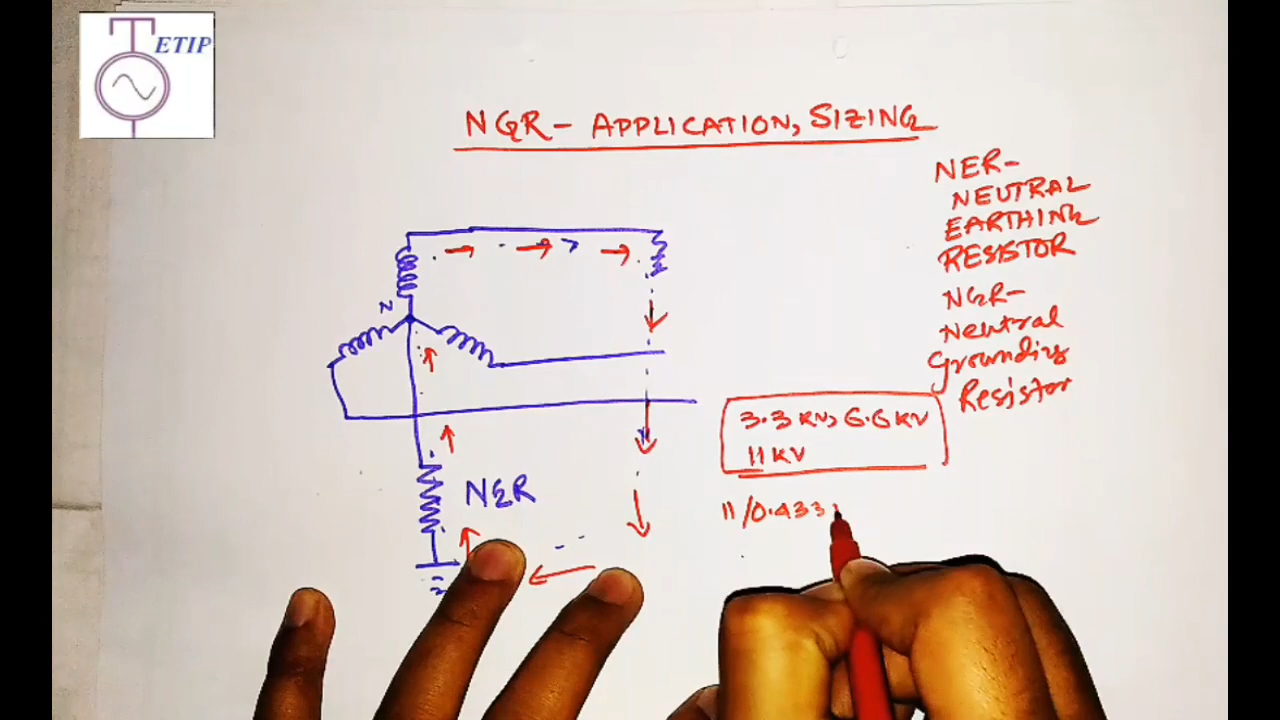 ETIP
NGR- APPLICATION, SIZING
NER-
NEUTRAL
EARTHING
RESISTOR
NGR-
Neutral
Grounding
Resistor
N
3.3 KV, 6.6 KV
11 KV
NER
11/0.433